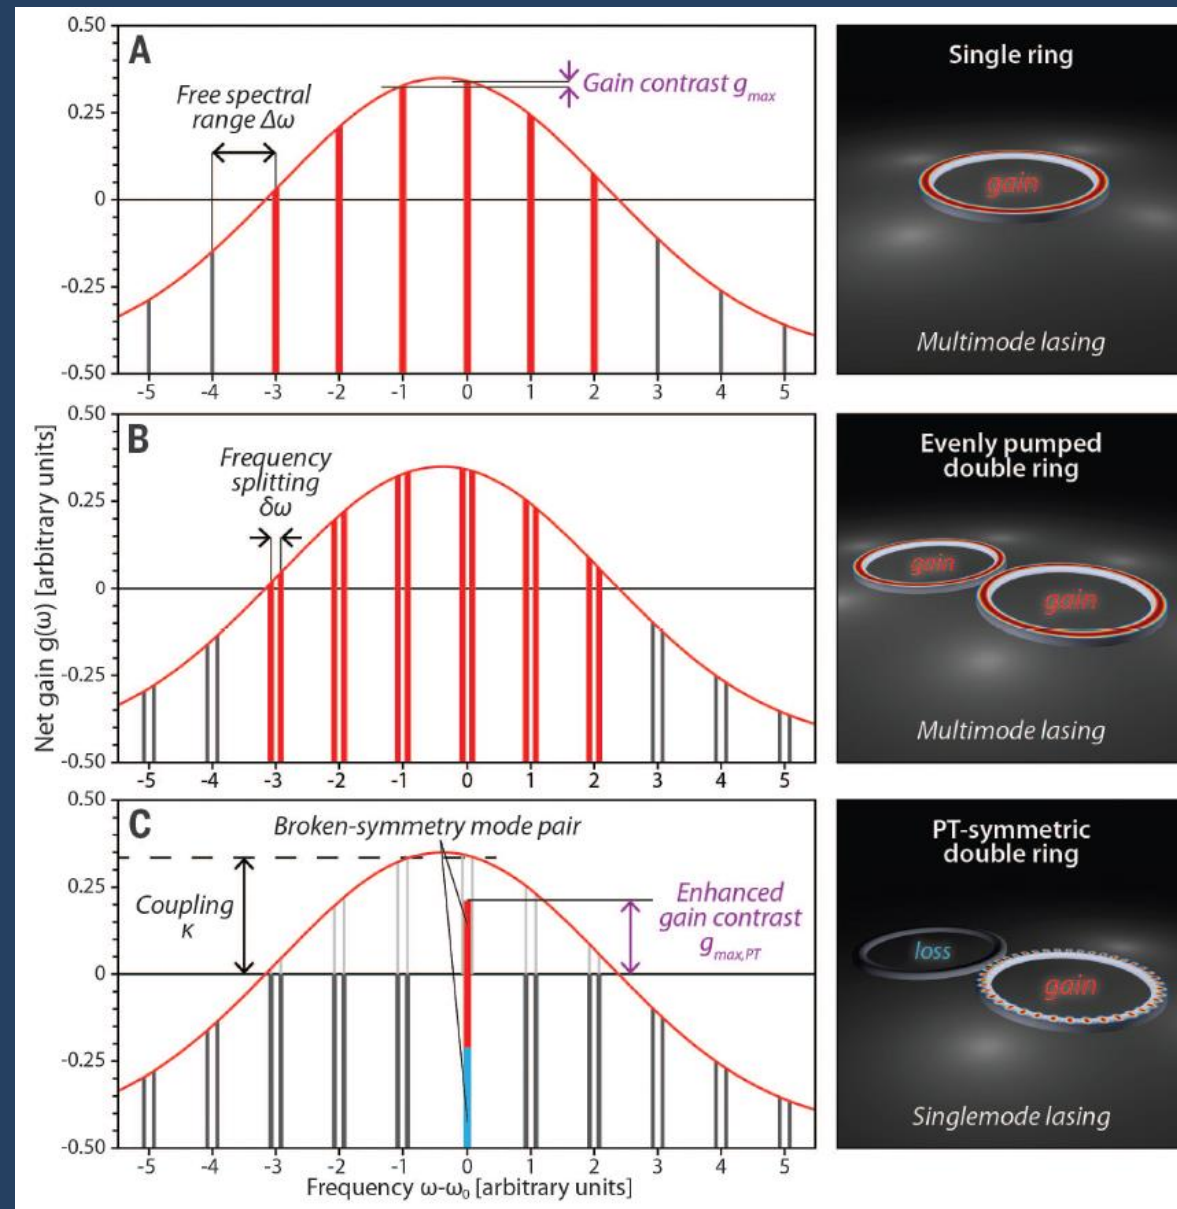 A
0.50
0.25
0
-0.25
-0.50
Free spectral
range Δω
Gain contrast g_max
-5 -4 -3 -2 -1 0 1 2 3 4 5
Single ring
gain
Multimode lasing
B
0.50
0.25
0
-0.25
-0.50
Frequency
splitting
δω
-5 -4 -3 -2 -1 0 1 2 3 4 5
Net gain g(ω) [arbitrary units]
Evenly pumped
double ring
gain
gain
Multimode lasing
C
0.50
0.25
0
-0.25
-0.50
Broken-symmetry mode pair
Coupling
κ
Enhanced
gain contrast
g_max,PT
-5 -4 -3 -2 -1 0 1 2 3 4 5
Frequency ω-ω₀ [arbitrary units]
PT-symmetric
double ring
loss
gain
Singlemode lasing